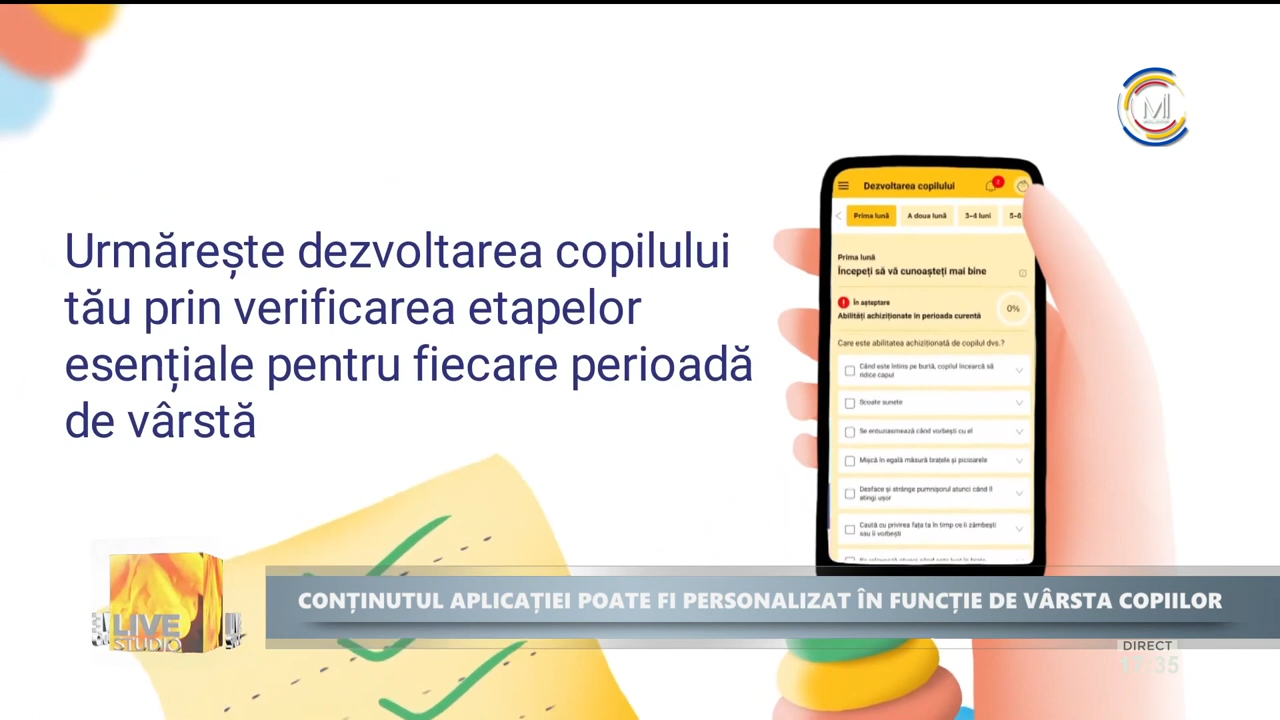 MI
Dezvoltarea copilului
Prima lună
A doua lună
3-4 luni
5-6
Urmărește dezvoltarea copilului
tău prin verificarea etapelor
esențiale pentru fiecare perioadă
de vârstă
Prima lună
Începeți să vă cunoașteți mai bine
În așteptare
Abilități achiziționate în perioada curentă
0%
Care este abilitatea achiziționată de copilul dvs.?
Când este întins pe burtă, copilul încearcă să
ridice capul
Scoate sunete
Se entuziasmează când vorbești cu el
Mișcă în egală măsură brațele și picioarele
Desface și strânge pumnișorul atunci când îl
atingi ușor
Caută cu privirea fața ta în timp ce îi zâmbești
sau îi vorbești
CONȚINUTUL APLICAȚIEI POATE FI PERSONALIZAT ÎN FUNCȚIE DE VÂRSTA COPIILOR
LIVE
STUDIO
DIRECT
17:35